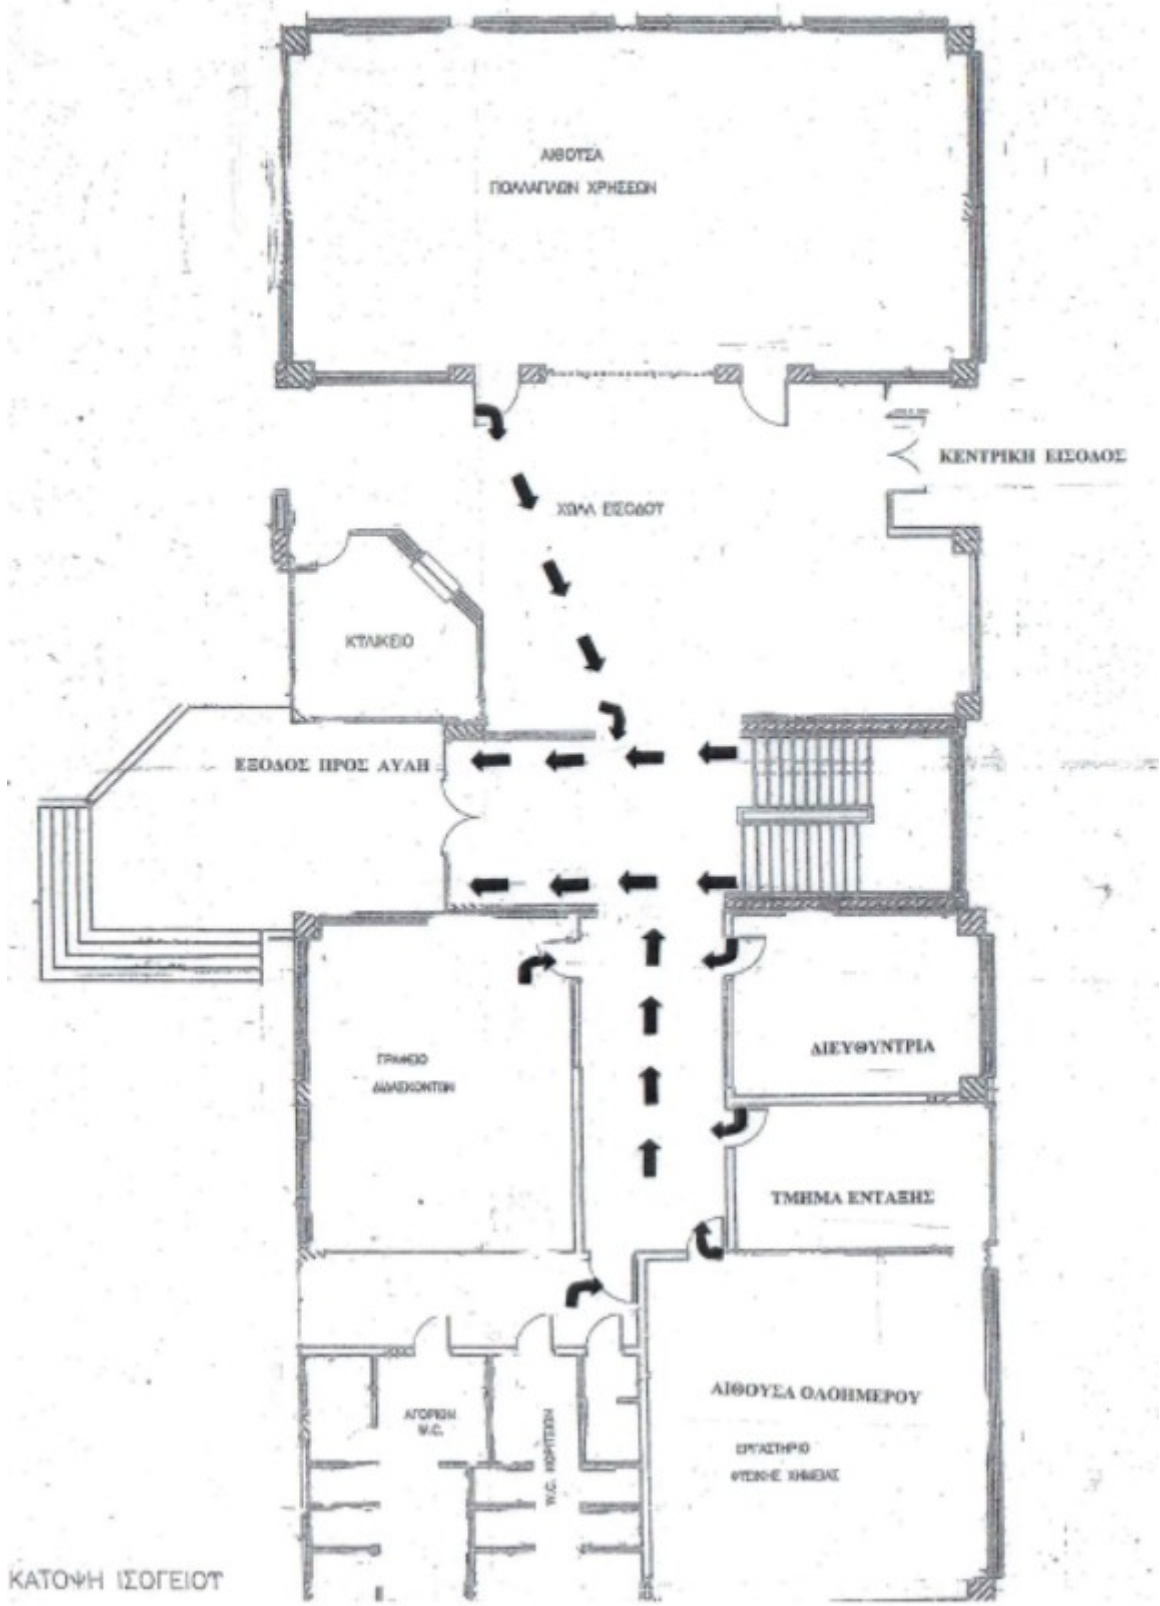 ΑΙΘΟΥΣΑ
ΠΟΛΛΑΠΛΩΝ ΧΡΗΣΕΩΝ
ΚΕΝΤΡΙΚΗ ΕΙΣΟΔΟΣ
ΧΩΛΛ ΕΙΣΟΔΟΥ
ΚΥΛΙΚΕΙΟ
ΕΞΟΔΟΣ ΠΡΟΣ ΑΥΛΗ
ΔΙΕΥΘΥΝΤΡΙΑ
ΓΡΑΦΕΙΟ
ΔΙΔΑΣΚΟΝΤΩΝ
ΤΜΗΜΑ ΕΝΤΑΞΗΣ
ΑΙΘΟΥΣΑ ΟΛΟΗΜΕΡΟΥ
ΑΓΟΡΙΩΝ
W.C.
W.C. ΚΟΡΙΤΣΙΩΝ
ΕΡΓΑΣΤΗΡΙΟ
ΦΥΣΙΚΗΣ ΧΗΜΕΙΑΣ
ΚΑΤΟΨΗ ΙΣΟΓΕΙΟΥ